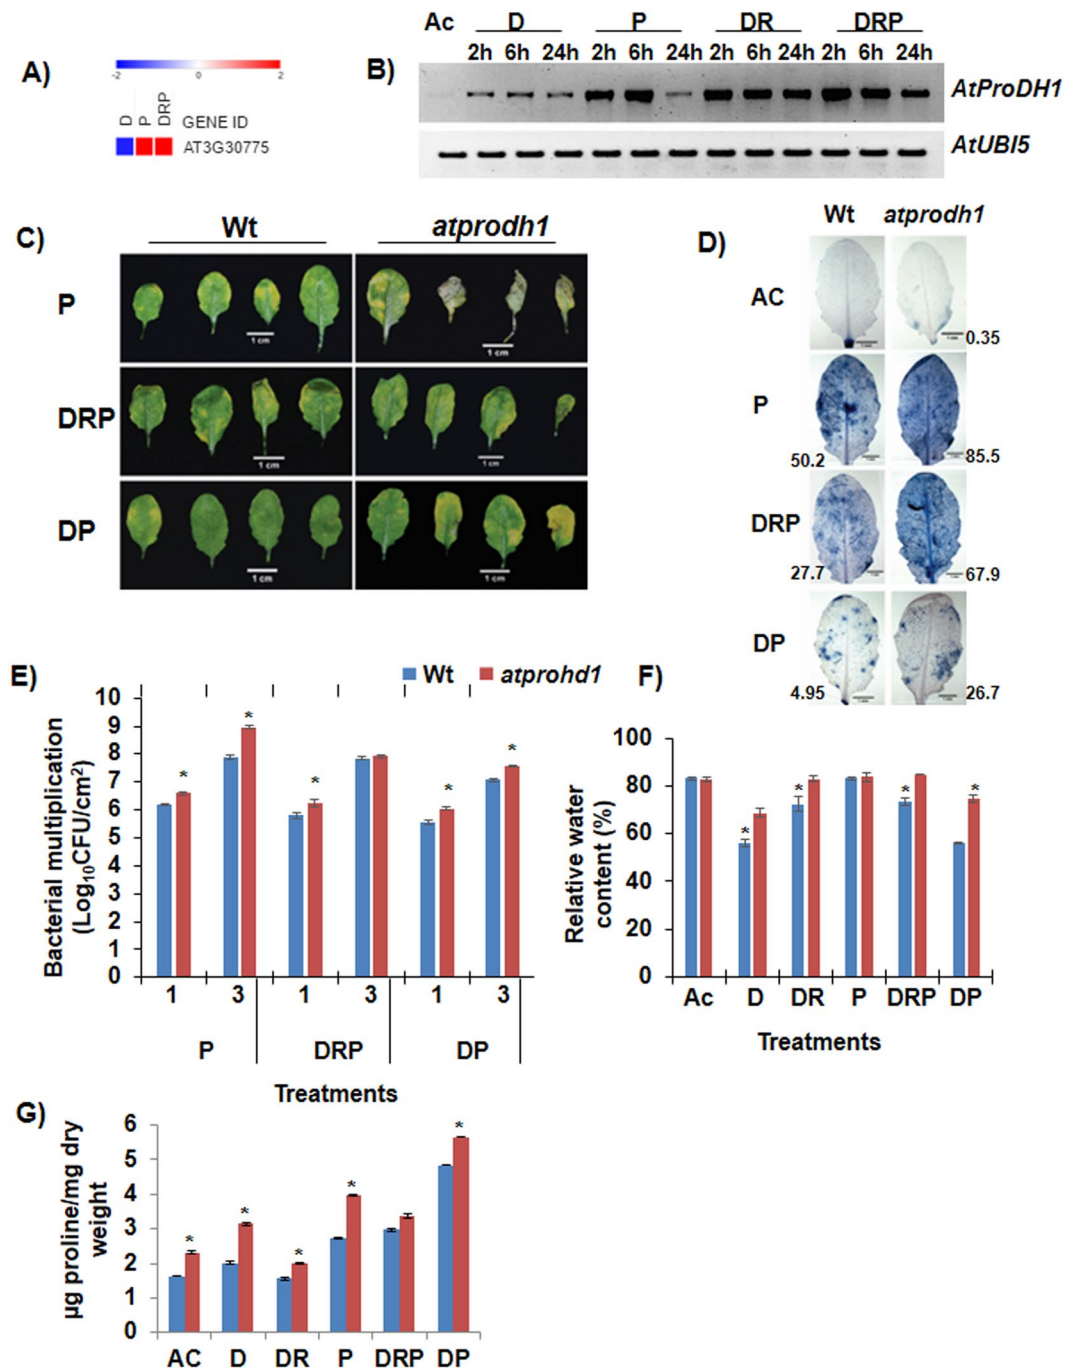 A)
-2 0 2
D P DRP GENE ID
AT3G30775
B)
Ac D P DR DRP
2h 6h 24h 2h 6h 24h 2h 6h 24h 2h 6h 24h
AtProDH1
AtUBI5
C)
Wt atprodh1
P
1 cm 1 cm
DRP
1 cm 1 cm
DP
1 cm 1 cm
D)
Wt atprodh1
AC
0.35
P
50.2 85.5
DRP
27.7 67.9
DP
4.95 26.7
E)
Wt atprohd1
Bacterial multiplication
(Log10CFU/cm2)
10
9
8
7
6
5
4
3
2
1
0
* * * * *
1 3 1 3 1 3
P DRP DP
Treatments
F)
Relative water
content (%)
100
80
60
40
20
0
* * * *
Ac D DR P DRP DP
Treatments
G)
µg proline/mg dry
weight
6
5
4
3
2
1
0
* * * * *
AC D DR P DRP DP